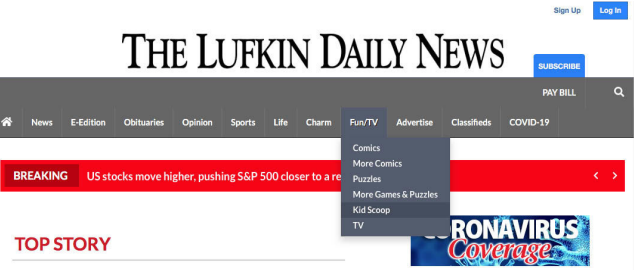 Sign Up Log In
THE LUFKIN DAILY NEWS
SUBSCRIBE
PAY BILL
News E-Edition Obituaries Opinion Sports Life Charm Fun/TV Advertise Classifieds COVID-19
Comics
More Comics
Puzzles
More Games & Puzzles
Kid Scoop
TV
BREAKING US stocks move higher, pushing S&P 500 closer to a re
TOP STORY
RONAVIRUS
Coverage